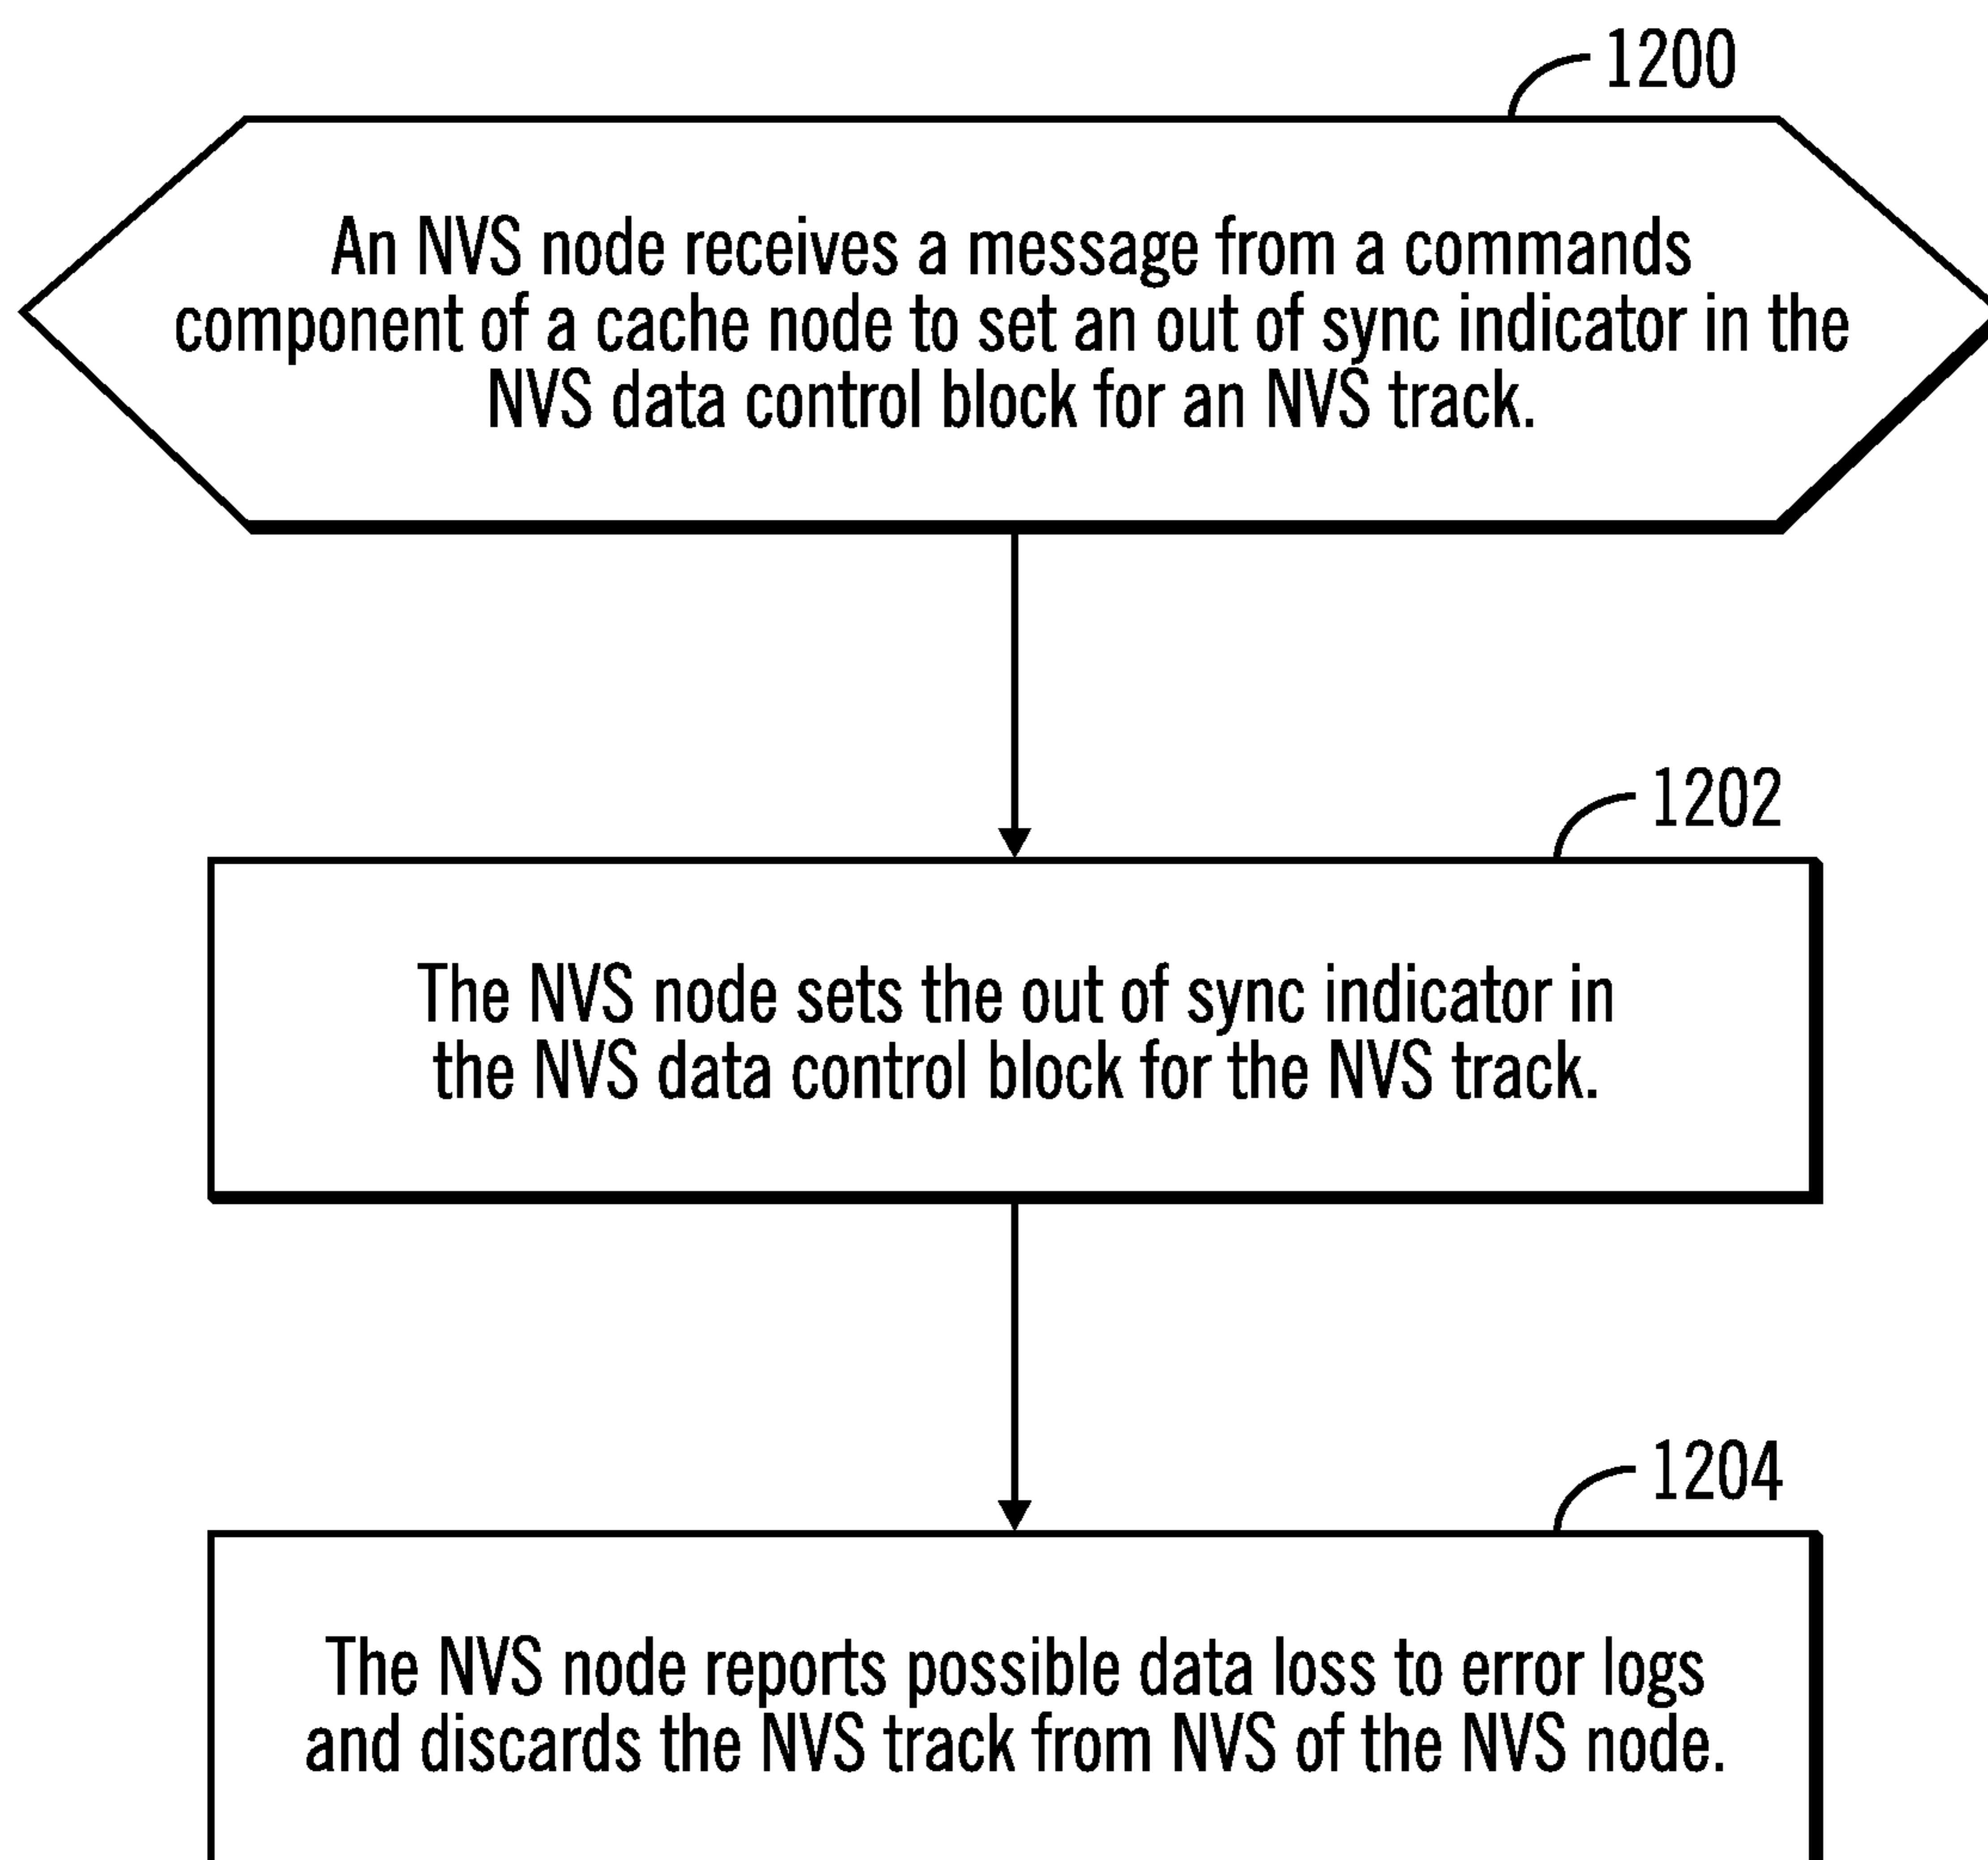 1200
An NVS node receives a message from a commands
component of a cache node to set an out of sync indicator in the
NVS data control block for an NVS track.
1202
The NVS node sets the out of sync indicator in
the NVS data control block for the NVS track.
1204
The NVS node reports possible data loss to error logs
and discards the NVS track from NVS of the NVS node.